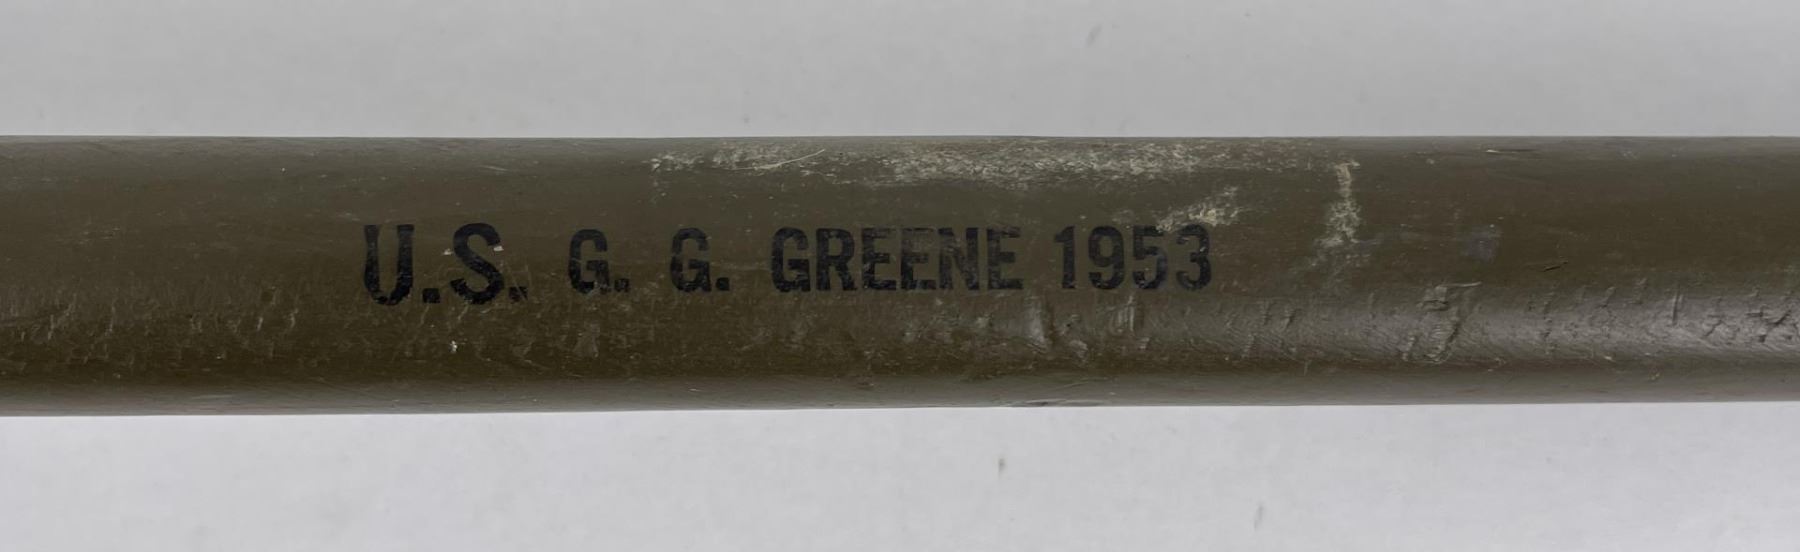 U.S. G. G. GREENE 1953